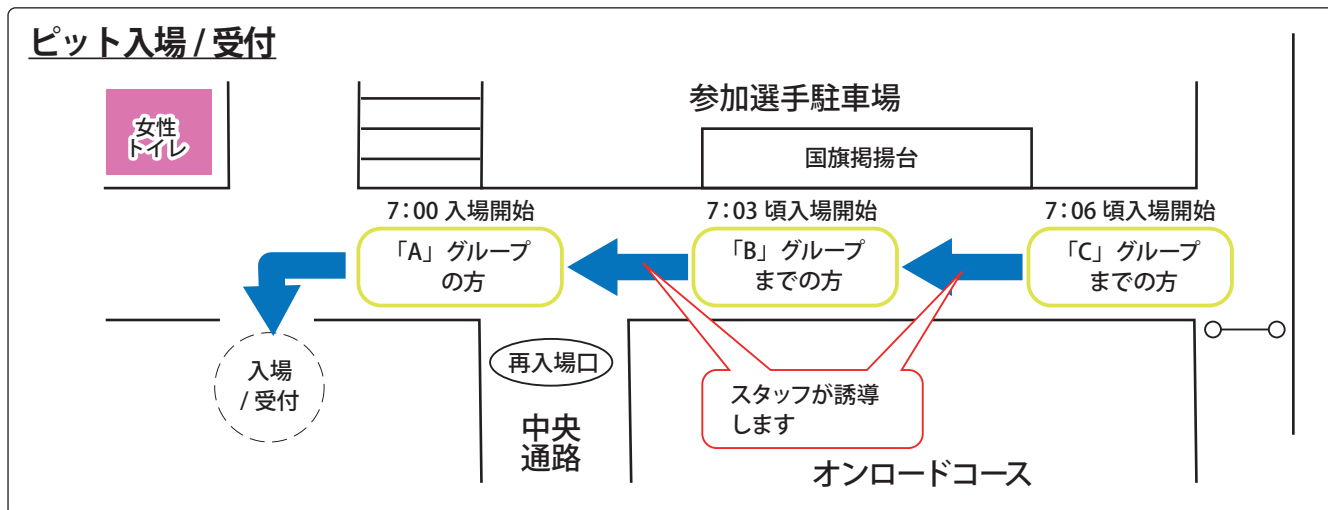 ピット入場 / 受付
女性
トイレ
参加選手駐車場
国旗掲揚台
7:00 入場開始
7:03 頃入場開始
7:06 頃入場開始
「A」グループ
の方
「B」グループ
までの方
「C」グループ
までの方
入場
/ 受付
再入場口
スタッフが誘導
します
中央
通路
オンロードコース